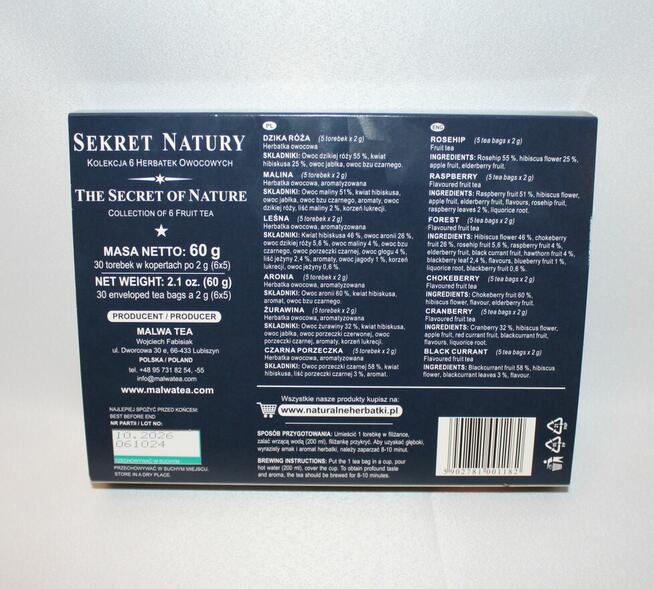 SEKRET NATURY
KOLEKCJA 6 HERBATEK OWOCOWYCH
THE SECRET OF NATURE
COLLECTION OF 6 FRUIT TEA
MASA NETTO: 60 g
30 torebek w kopertach po 2 g (6x5)
NET WEIGHT: 2.1 oz. (60 g)
30 enveloped tea bags a 2 g (6x5)
PRODUCENT / PRODUCER
MALWA TEA
Wojciech Fabisiak
ul. Dworcowa 30 e, 66-433 Lubiszyn
POLSKA / POLAND
tel. +48 95 731 82 54, -55
info@malwatea.com
www.malwatea.com
NAJLEPIEJ SPOŻYĆ PRZED KOŃCEM:
BEST BEFORE END
NR PARTII / LOT NO:
10.2026
061024
PRZECHOWYWAĆ W SUCHYM MIEJSCU.
STORE IN A DRY PLACE.
PL
DZIKA RÓŻA (5 torebek x 2 g)
Herbatka owocowa
SKŁADNIKI: Owoc dzikiej róży 55 %, kwiat
hibiskusa 25 %, owoc jabłka, owoc bzu czarnego.
MALINA (5 torebek x 2 g)
Herbatka owocowa, aromatyzowana
SKŁADNIKI: Owoc maliny 51%, kwiat hibiskusa,
owoc jabłka, owoc bzu czarnego, aromaty, owoc
dzikiej róży, liść maliny 2 %, korzeń lukrecji.
LEŚNA (5 torebek x 2 g)
Herbatka owocowa, aromatyzowana
SKŁADNIKI: Kwiat hibiskusa 46 %, owoc aronii 26 %,
owoc dzikiej róży 5,6 %, owoc maliny 4 %, owoc bzu
czarnego, owoc porzeczki czarnej, owoc głogu 4 %,
liść jeżyny 2,4 %, aromaty, owoc jagody 1 %, korzeń
lukrecji, owoc jeżyny 0,6 %.
ARONIA (5 torebek x 2 g)
Herbatka owocowa, aromatyzowana
SKŁADNIKI: Owoc aronii 60 %, kwiat hibiskusa,
aromat, owoc bzu czarnego.
ŻURAWINA (5 torebek x 2 g)
Herbatka owocowa, aromatyzowana
SKŁADNIKI: Owoc żurawiny 32 %, kwiat hibiskusa,
owoc jabłka, owoc porzeczki czerwonej, owoc
porzeczki czarnej, aromaty, korzeń lukrecji.
CZARNA PORZECZKA (5 torebek x 2 g)
Herbatka owocowa, aromatyzowana
SKŁADNIKI: Owoc porzeczki czarnej 58 %, kwiat
hibiskusa, liść porzeczki czarnej 3 %, aromat.
ENG
ROSEHIP (5 tea bags x 2 g)
Fruit tea
INGREDIENTS: Rosehip 55 %, hibiscus flower 25 %,
apple fruit, elderberry fruit.
RASPBERRY (5 tea bags x 2 g)
Flavoured fruit tea
INGREDIENTS: Raspberry fruit 51 %, hibiscus flower,
apple fruit, elderberry fruit, flavours, rosehip fruit,
raspberry leaves 2 %, liquorice root.
FOREST (5 tea bags x 2 g)
Flavoured fruit tea
INGREDIENTS: Hibiscus flower 46 %, chokeberry
fruit 26 %, rosehip fruit 5,6 %, raspberry fruit 4 %,
elderberry fruit, black currant fruit, hawthorn fruit 4 %,
blackberry leaf 2,4 %, flavours, blueberry fruit 1 %,
liquorice root, blackberry fruit 0,6 %.
CHOKEBERRY (5 tea bags x 2 g)
Flavoured fruit tea
INGREDIENTS: Chokeberry fruit 60 %,
hibiscus flower, flavour, elderberry fruit.
CRANBERRY (5 tea bags x 2 g)
Flavoured fruit tea
INGREDIENTS: Cranberry 32 %, hibiscus flower,
apple fruit, red currant fruit, blackcurrant fruit,
flavours, liquorice root.
BLACK CURRANT (5 tea bags x 2 g)
Flavoured fruit tea
INGREDIENTS: Blackcurrant fruit 58 %, hibiscus
flower, blackcurrant leaves 3 %, flavour.
Wszystkie nasze produkty kupisz na:
www.naturalneherbatki.pl
SPOSÓB PRZYGOTOWANIA: Umieścić 1 torebkę w filiżance,
zalać wrzącą wodą (200 ml), filiżankę przykryć. Aby uzyskać głęboki,
wyrazisty smak i aromat herbatki, należy zaparzać 8-10 minut.
BREWING INSTRUCTIONS: Put the 1 tea bag in a cup, pour
hot water (200 ml), cover the cup. To obtain profound taste
and aroma, the tea should be brewed for 8-10 minutes.
5 902781 001182